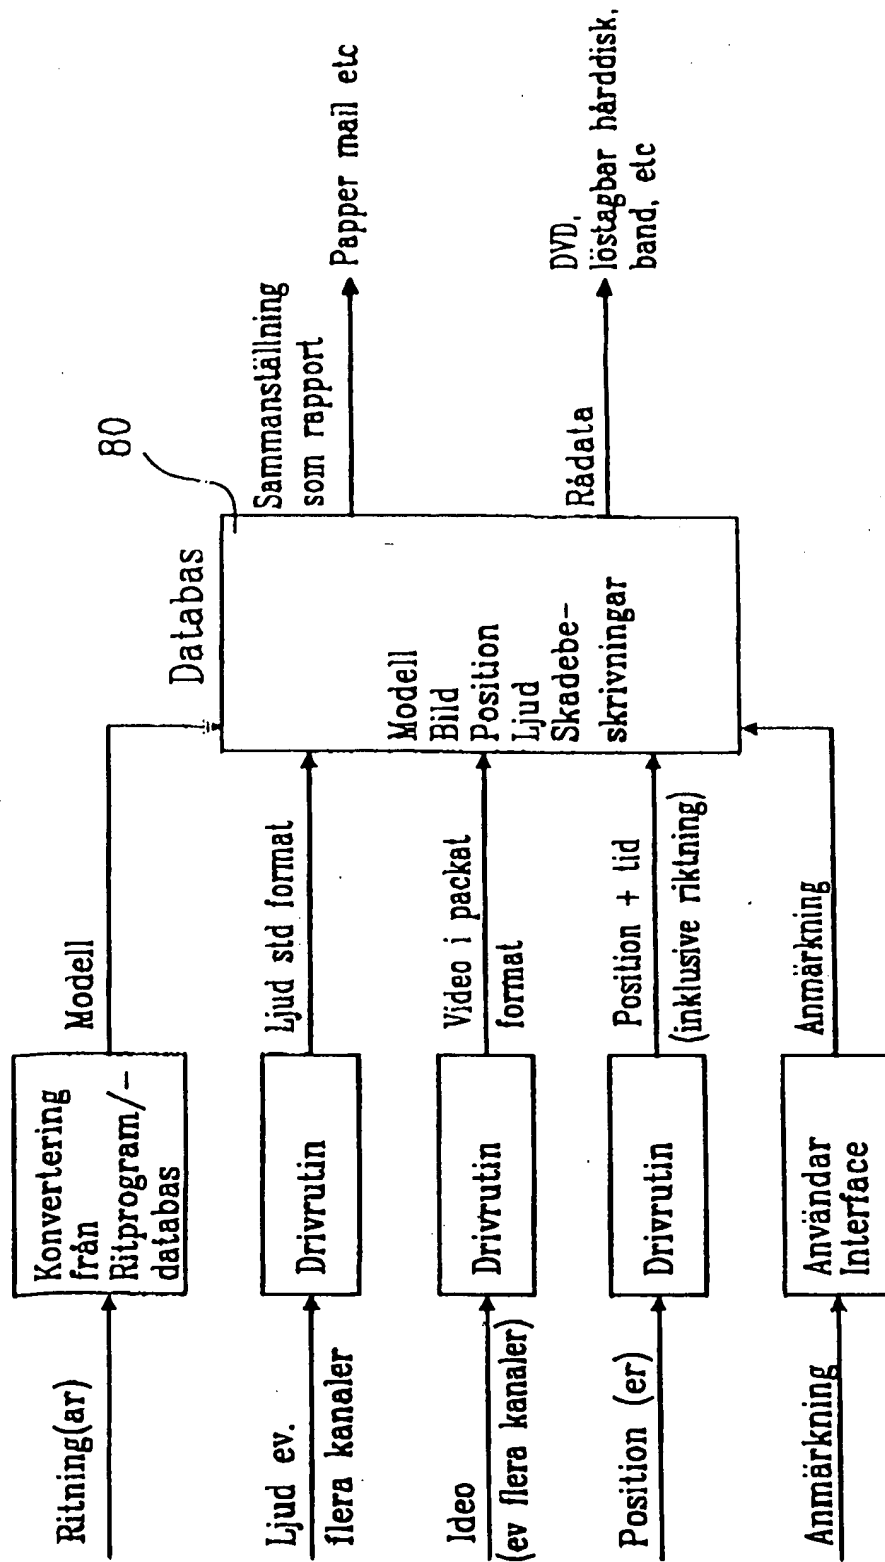 Ritning(ar)
Konvertering
från
Ritprogram/-
databas
Modell
Ljud ev.
flera kanaler
Drivrutin
Ljud std format
Ideo
(ev flera kanaler)
Drivrutin
Video i packat
format
Position (er)
Drivrutin
Position + tid
(inklusive riktning)
Anmärkning
Användar
Interface
Anmärkning
Databas
80
Modell
Bild
Position
Ljud
Skadebe-
skrivningar
Sammanställning
som rapport
Papper mail etc
Rådata
DVD,
löstagbar hårddisk,
band, etc